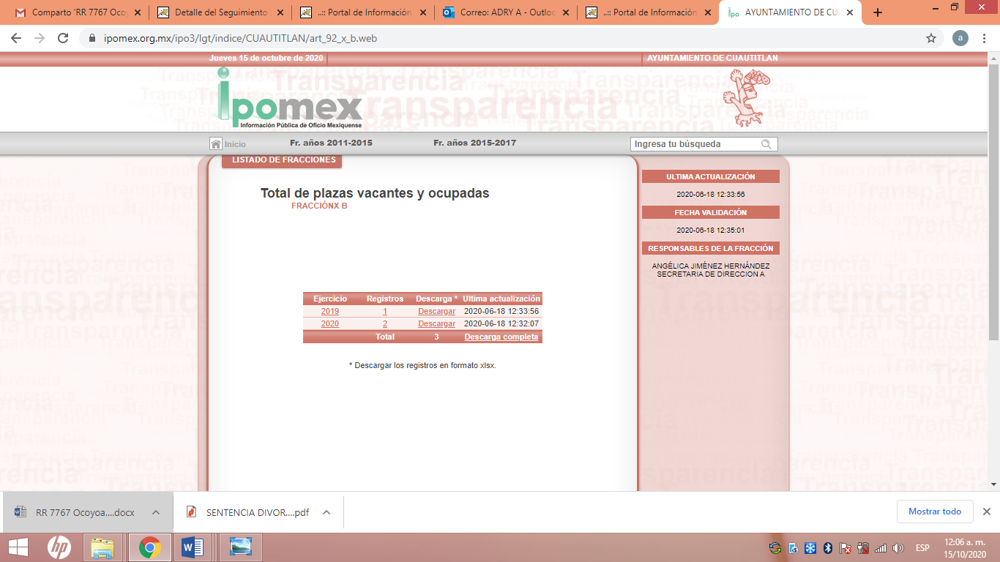 Comparto 'RR 7767 Ocoy
Detalle del Seguimiento
..:: Portal de Información
Correo: ADRY A - Outloo
..:: Portal de Información
AYUNTAMIENTO DE CU
ipomex.org.mx/ipo3/lgt/indice/CUAUTITLAN/art_92_x_b.web
a
Jueves 15 de octubre de 2020
AYUNTAMIENTO DE CUAUTITLAN
ipomex
Información Pública de Oficio Mexiquense
Inicio
Fr. años 2011-2015
Fr. años 2015-2017
Ingresa tu búsqueda
LISTADO DE FRACCIONES
Total de plazas vacantes y ocupadas
FRACCIÓNX B
Ejercicio Registros Descarga * Ultima actualización
2019 1 Descargar 2020-06-18 12:33:56
2020 2 Descargar 2020-06-18 12:32:07
Total 3 Descarga completa
* Descargar los registros en formato xlsx.
ULTIMA ACTUALIZACIÓN
2020-06-18 12:33:56
FECHA VALIDACIÓN
2020-06-18 12:35:01
RESPONSABLES DE LA FRACCIÓN
ANGÉLICA JIMÉNEZ HERNÁNDEZ
SECRETARIA DE DIRECCION A
RR 7767 Ocoyoa....docx
SENTENCIA DIVOR....pdf
Mostrar todo
hp
ESP
12:06 a. m.
15/10/2020